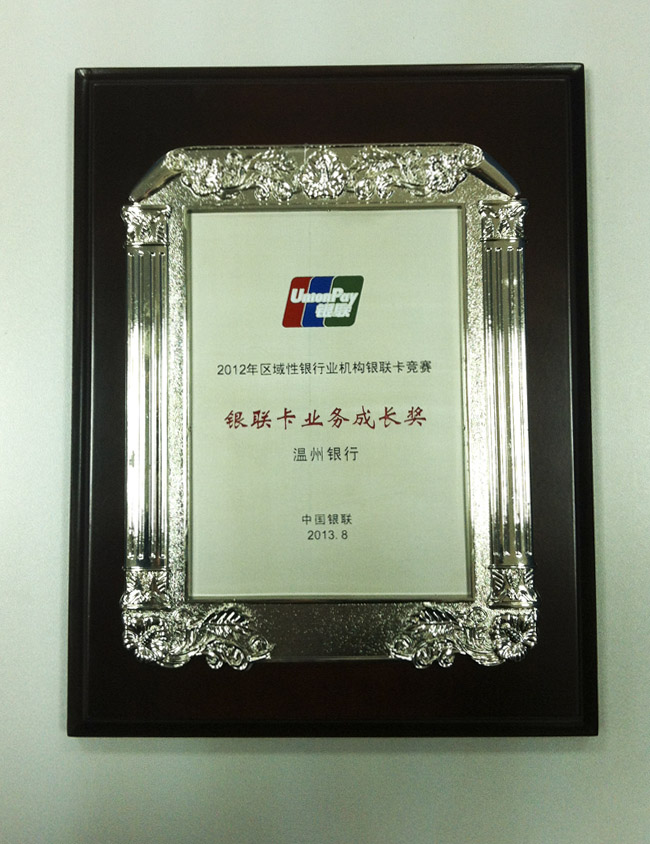 UnionPay
银联
2012年区域性银行业机构银联卡竞赛
银联卡业务成长奖
温州银行
中国银联
2013.8